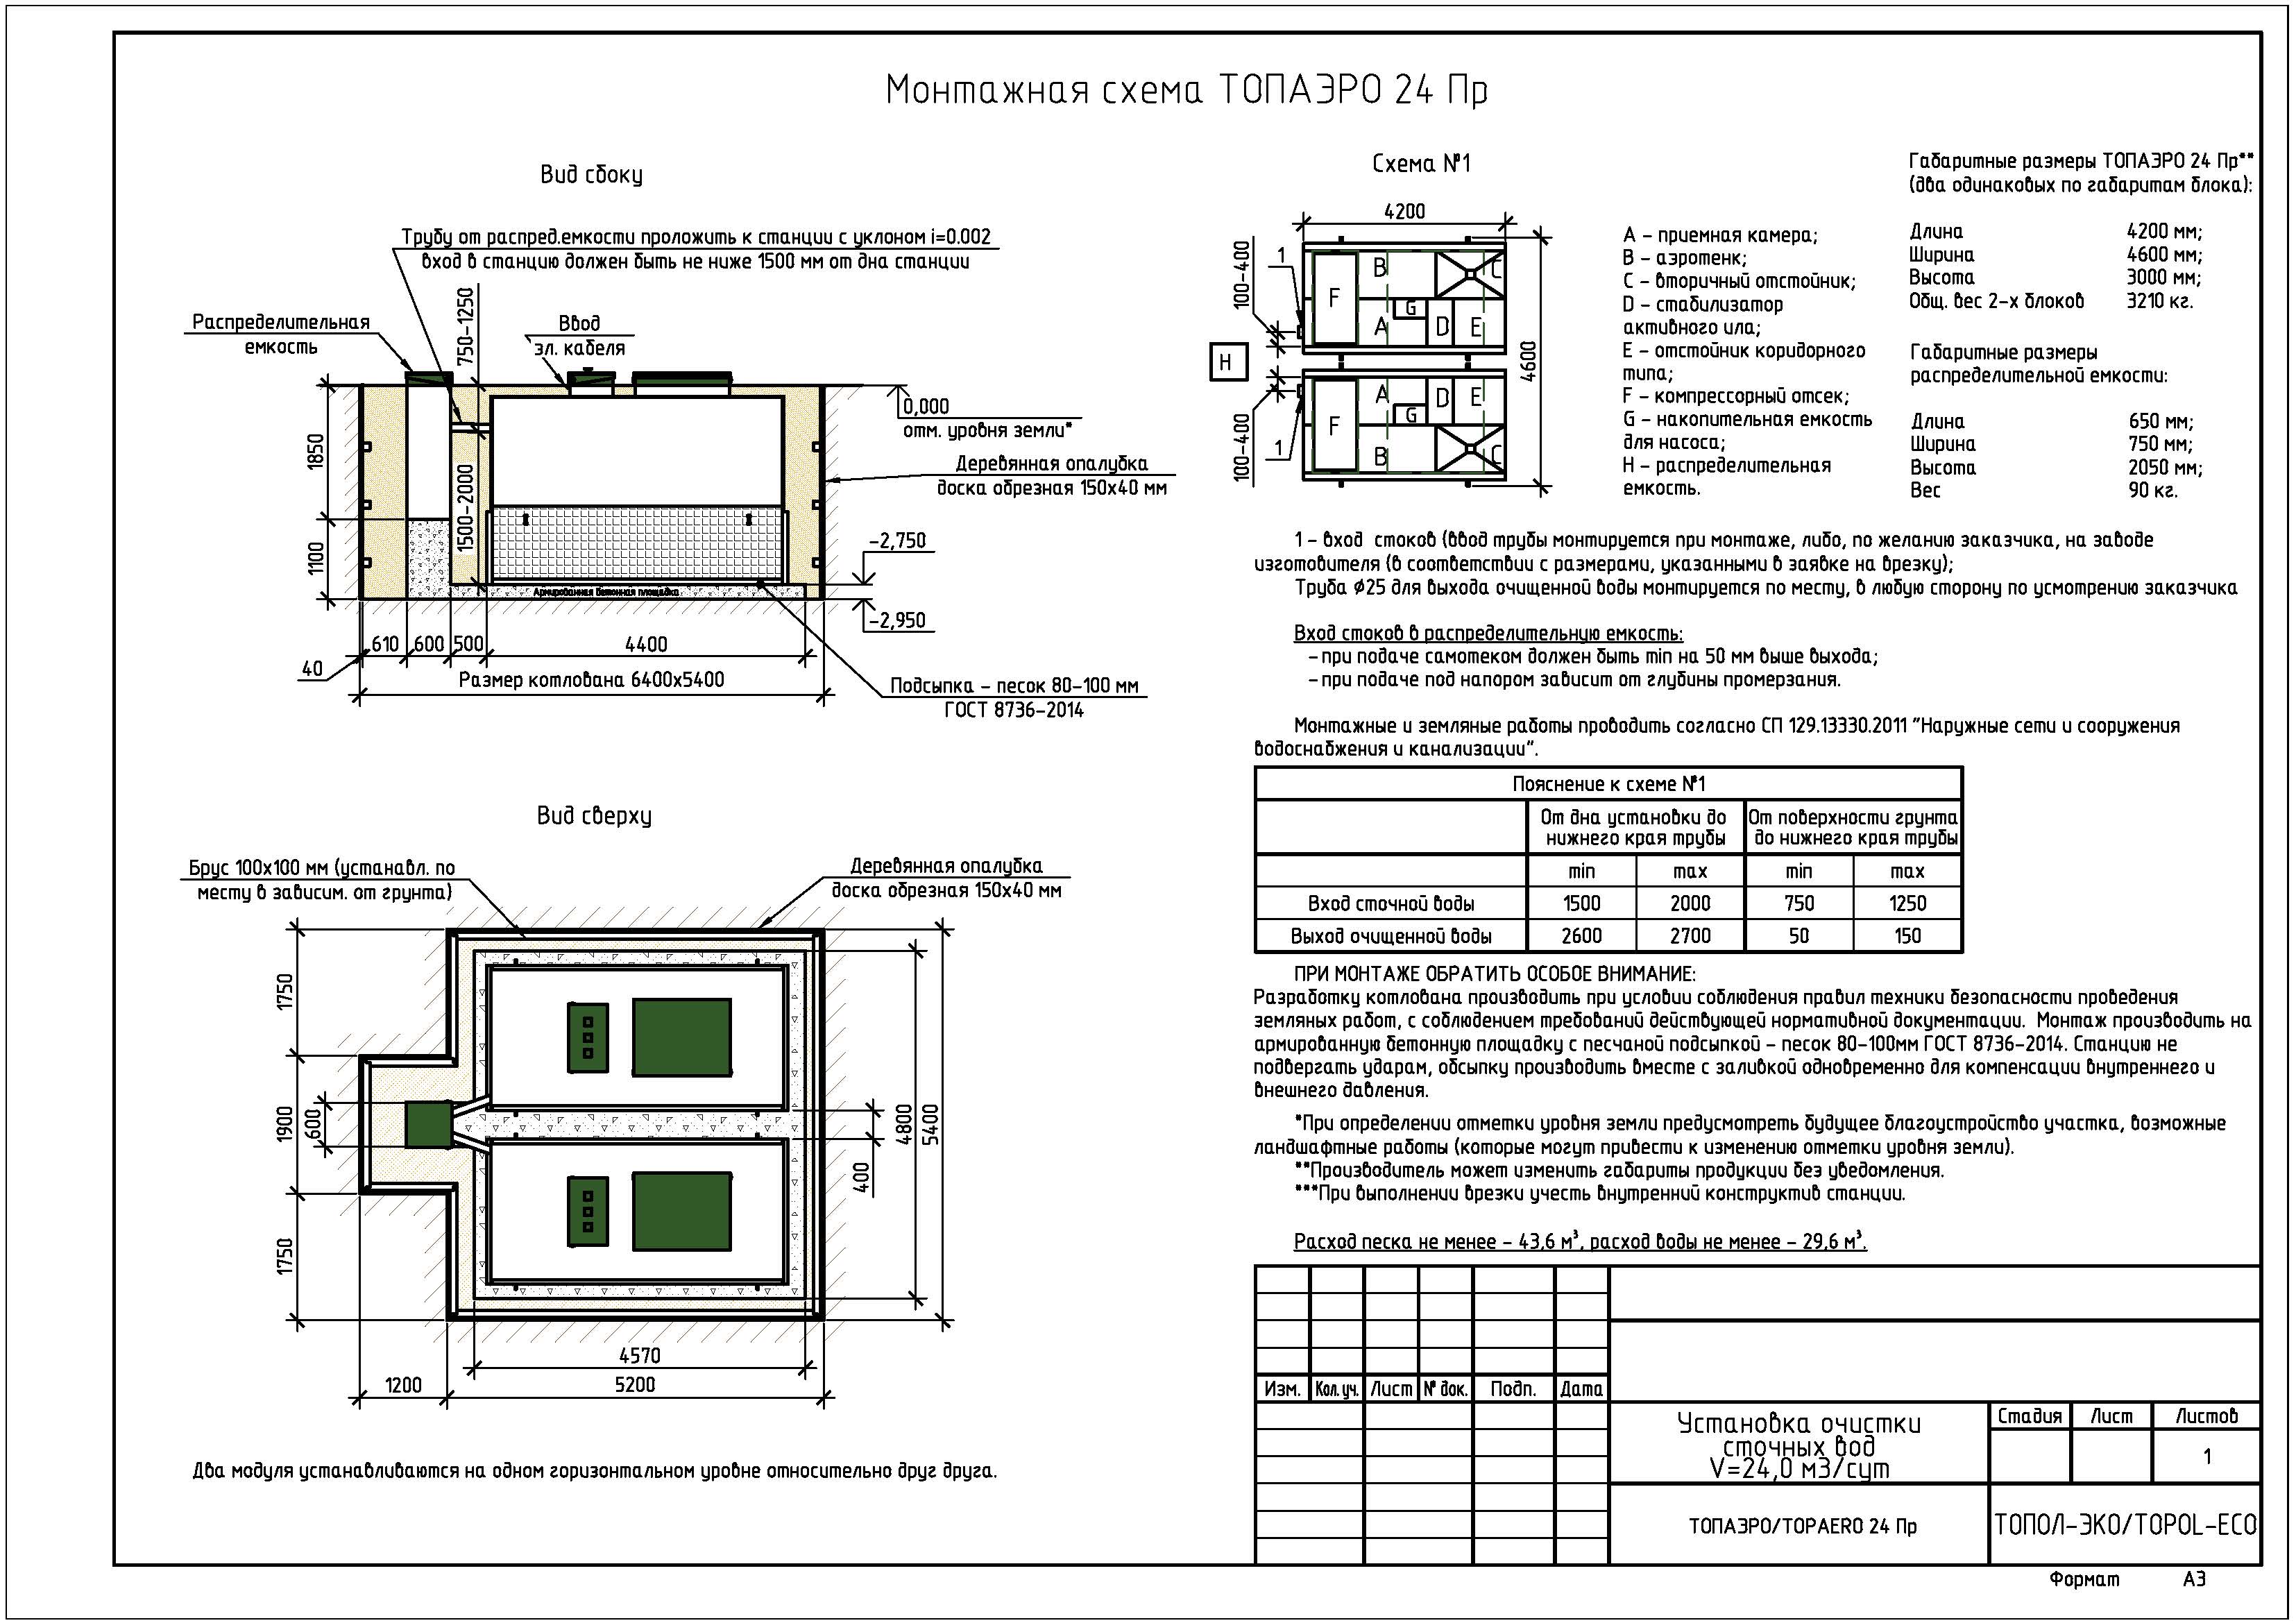 Монтажная схема ТОПАЭРО 24 Пр
Вид сбоку
Трубу от распред.емкости проложить к станции с уклоном i=0.002
вход в станцию должен быть не ниже 1500 мм от дна станции
Распределительная
емкость
750-1250
Ввод
эл. кабеля
0,000
отм. уровня земли*
Деревянная опалубка
доска обрезная 150х40 мм
1850
1100
1500-2000
-2,750
-2,950
Армированная бетонная площадка
610
600
500
4400
40
Размер котлована 6400х5400
Подсыпка - песок 80-100 мм
ГОСТ 8736-2014
Вид сверху
Брус 100х100 мм (устанавл. по
месту в зависим. от грунта)
Деревянная опалубка
доска обрезная 150х40 мм
1750
1900
600
1750
400
4800
5400
4570
1200
5200
Два модуля устанавливаются на одном горизонтальном уровне относительно друг друга.
Схема №1
4200
100-400
1
F
B
C
G
A
D
E
H
4600
A
D
E
F
G
B
C
100-400
1
А - приемная камера;
В - аэротенк;
С - вторичный отстойник;
D - стабилизатор
активного ила;
Е - отстойник коридорного
типа;
F - компрессорный отсек;
G - накопительная емкость
для насоса;
Н - распределительная
емкость.
Габаритные размеры ТОПАЭРО 24 Пр**
(два одинаковых по габаритам блока):
Длина 4200 мм;
Ширина 4600 мм;
Высота 3000 мм;
Общ. вес 2-х блоков 3210 кг.
Габаритные размеры
распределительной емкости:
Длина 650 мм;
Ширина 750 мм;
Высота 2050 мм;
Вес 90 кг.
1 - вход стоков (ввод трубы монтируется при монтаже, либо, по желанию заказчика, на заводе
изготовителя (в соответствии с размерами, указанными в заявке на врезку);
Труба ⌀25 для выхода очищенной воды монтируется по месту, в любую сторону по усмотрению заказчика
Вход стоков в распределительную емкость:
- при подаче самотеком должен быть min на 50 мм выше выхода;
- при подаче под напором зависит от глубины промерзания.
Монтажные и земляные работы проводить согласно СП 129.13330.2011 "Наружные сети и сооружения
водоснабжения и канализации".
Пояснение к схеме №1
От дна установки до
нижнего края трубы
От поверхности грунта
до нижнего края трубы
min max min max
Вход сточной воды 1500 2000 750 1250
Выход очищенной воды 2600 2700 50 150
ПРИ МОНТАЖЕ ОБРАТИТЬ ОСОБОЕ ВНИМАНИЕ:
Разработку котлована производить при условии соблюдения правил техники безопасности проведения
земляных работ, с соблюдением требований действующей нормативной документации. Монтаж производить на
армированную бетонную площадку с песчаной подсыпкой - песок 80-100мм ГОСТ 8736-2014. Станцию не
подвергать ударам, обсыпку производить вместе с заливкой одновременно для компенсации внутреннего и
внешнего давления.
*При определении отметки уровня земли предусмотреть будущее благоустройство участка, возможные
ландшафтные работы (которые могут привести к изменению отметки уровня земли).
**Производитель может изменить габариты продукции без уведомления.
***При выполнении врезки учесть внутренний конструктив станции.
Расход песка не менее - 43,6 м³, расход воды не менее - 29,6 м³.
Изм. Кол.уч. Лист № док. Подп. Дата
Установка очистки
сточных вод
V=24,0 м3/сут
Стадия Лист Листов
1
ТОПАЭРО/TOPAERO 24 Пр
ТОПОЛ-ЭКО/TOPOL-ECO
Формат А3